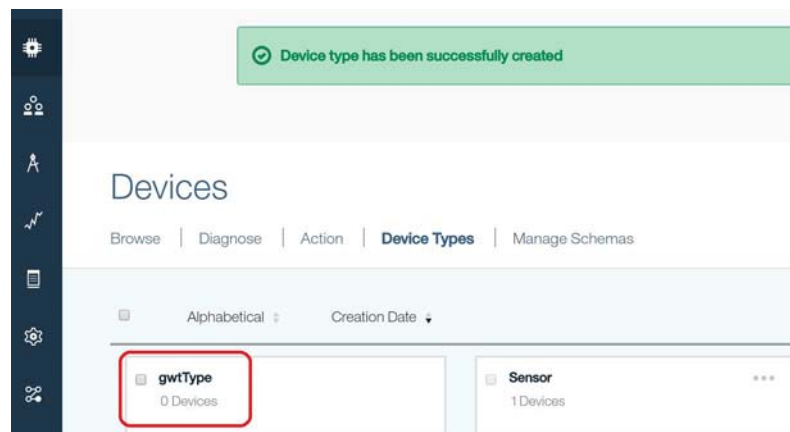 Device type has been successfully created
Devices
Browse | Diagnose | Action | Device Types | Manage Schemas
Alphabetical Creation Date
gwtType Sensor
0 Devices 1 Devices